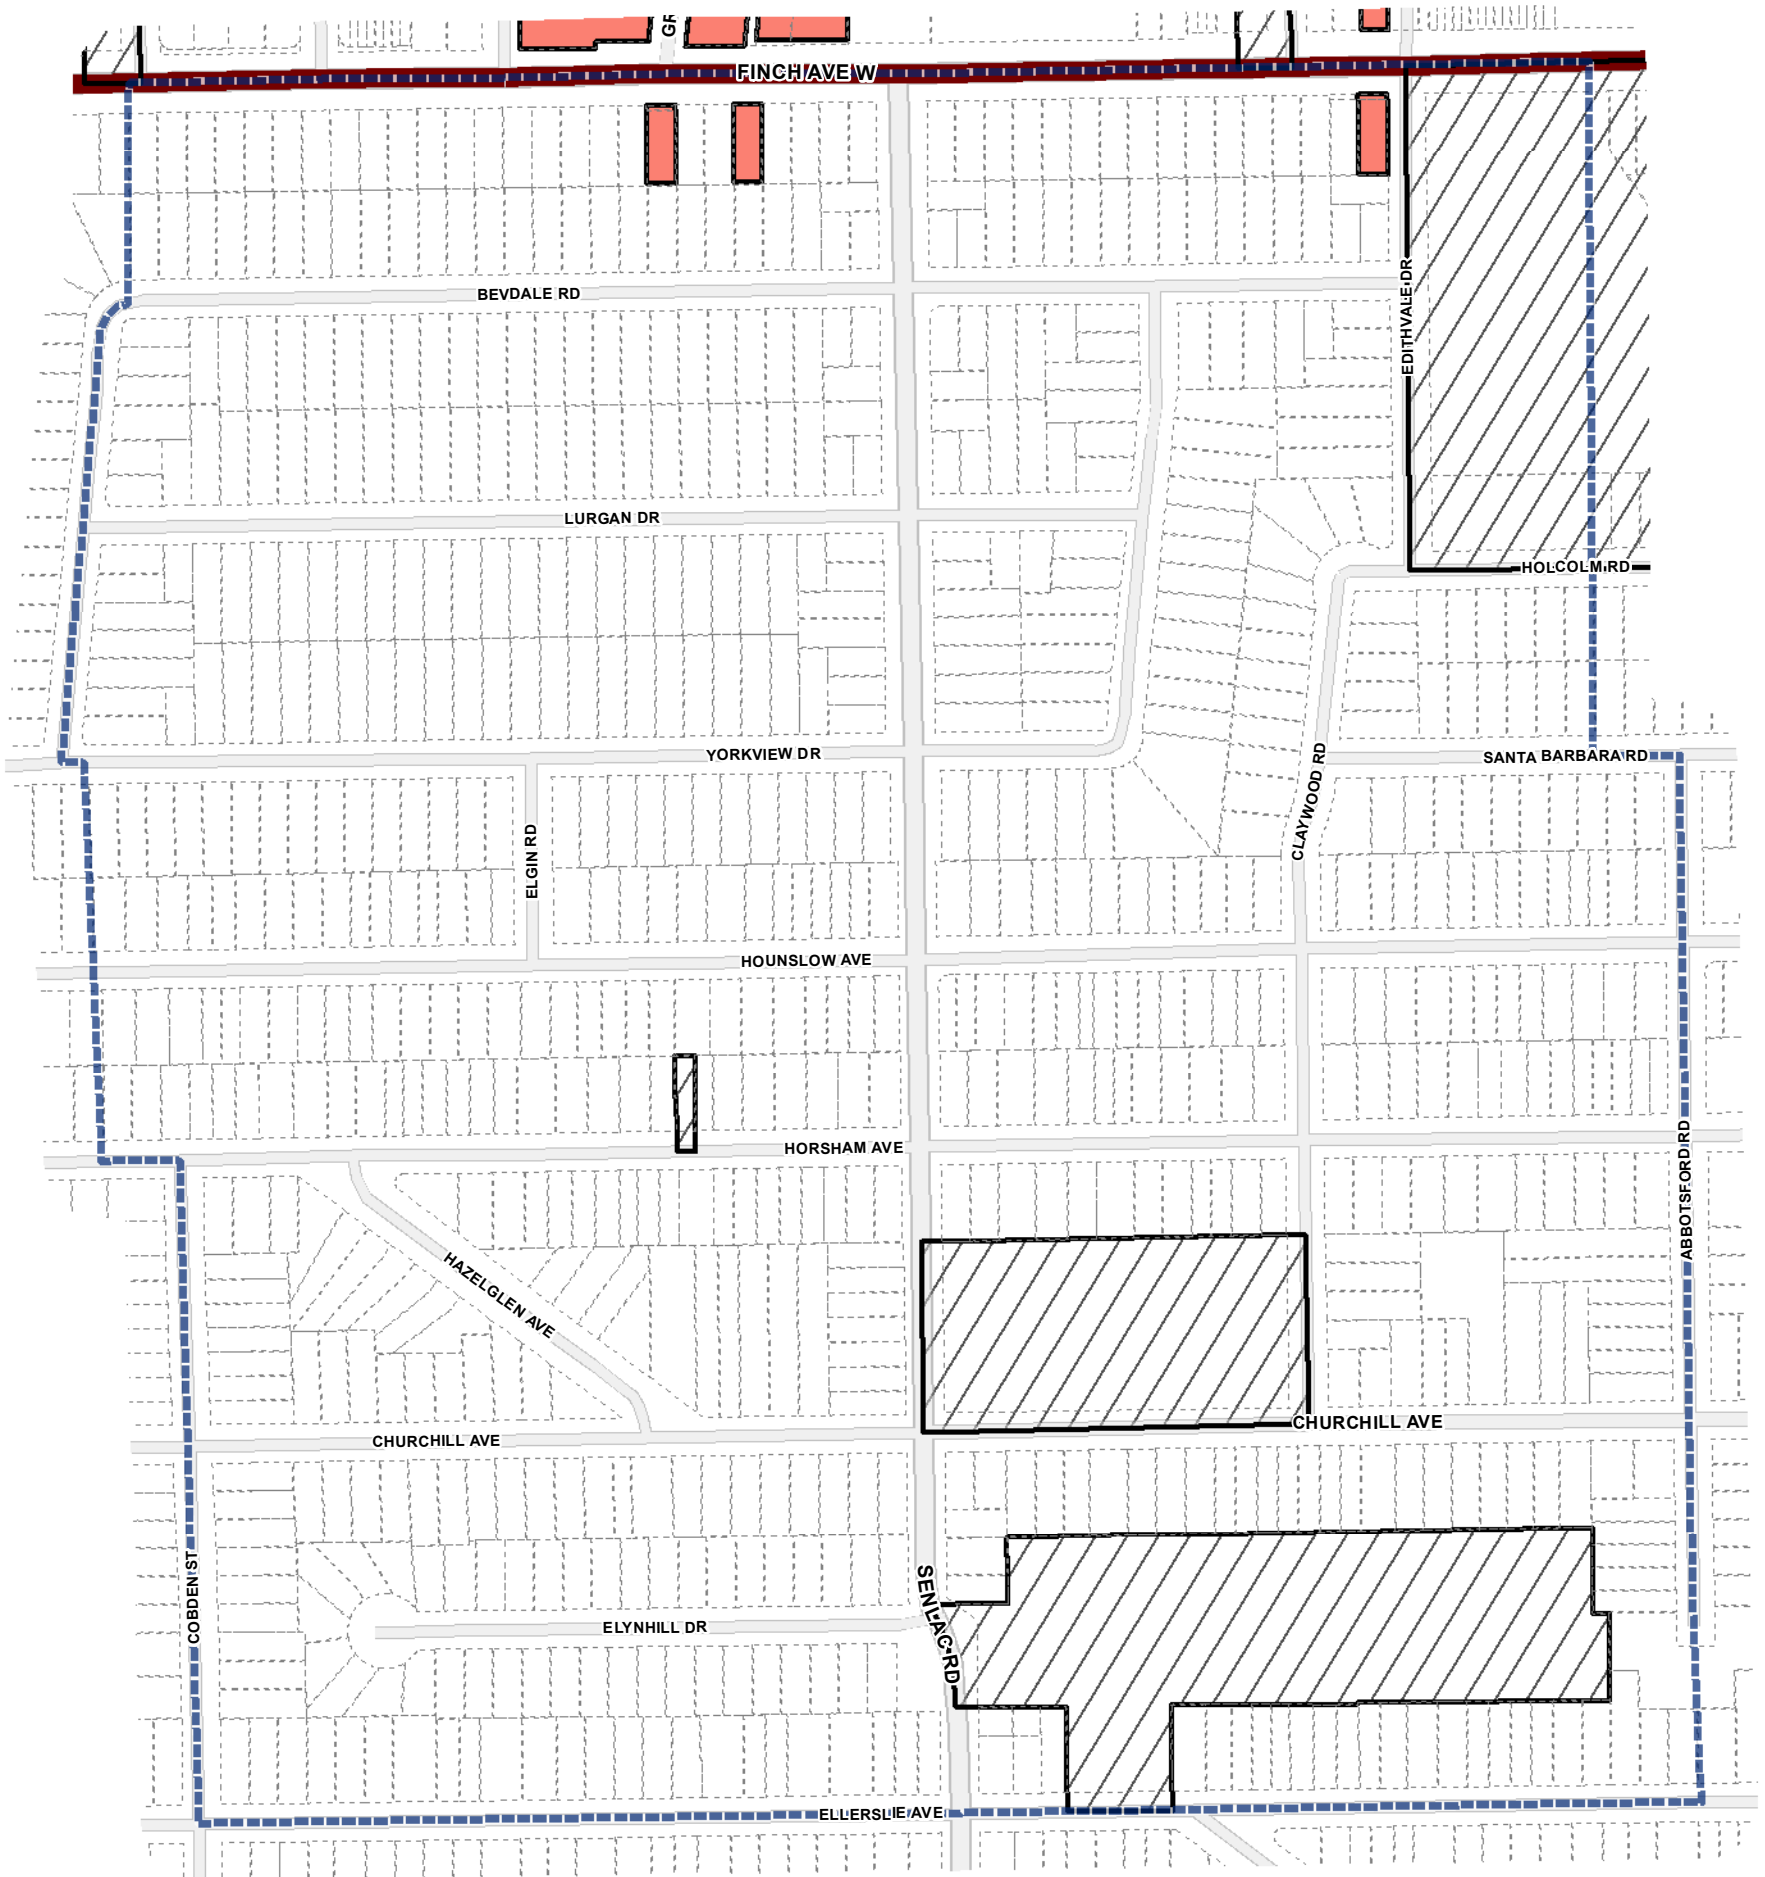 GR
FINCH AVE W
BEVDALE RD
EDITHVALE DR
LURGAN DR
HOLCOLM RD
YORKVIEW DR
SANTA BARBARA RD
CLAYWOOD RD
ELGIN RD
HOUNSLOW AVE
HORSHAM AVE
ABBOTSFORD RD
HAZELGLEN AVE
CHURCHILL AVE
CHURCHILL AVE
COBDEN ST
SENLAC RD
ELYNHILL DR
ELLERSLIE AVE